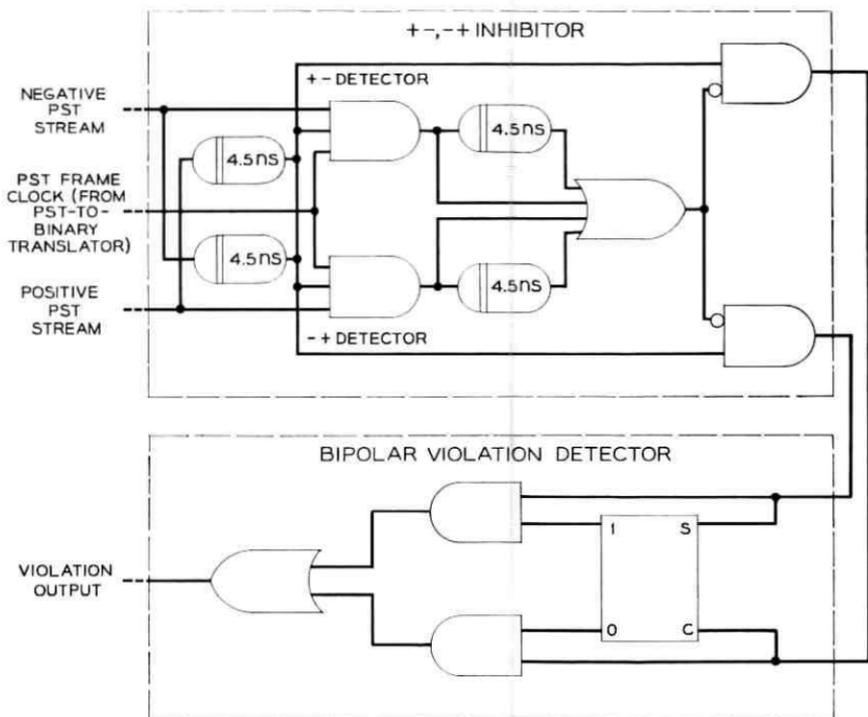 +-,-+ INHIBITOR
+- DETECTOR
NEGATIVE
PST
STREAM
4.5ns
4.5ns
PST FRAME
CLOCK (FROM
PST-TO-
BINARY
TRANSLATOR)
4.5ns
4.5ns
POSITIVE
PST
STREAM
-+ DETECTOR
BIPOLAR VIOLATION DETECTOR
1 S
VIOLATION
OUTPUT
0 C